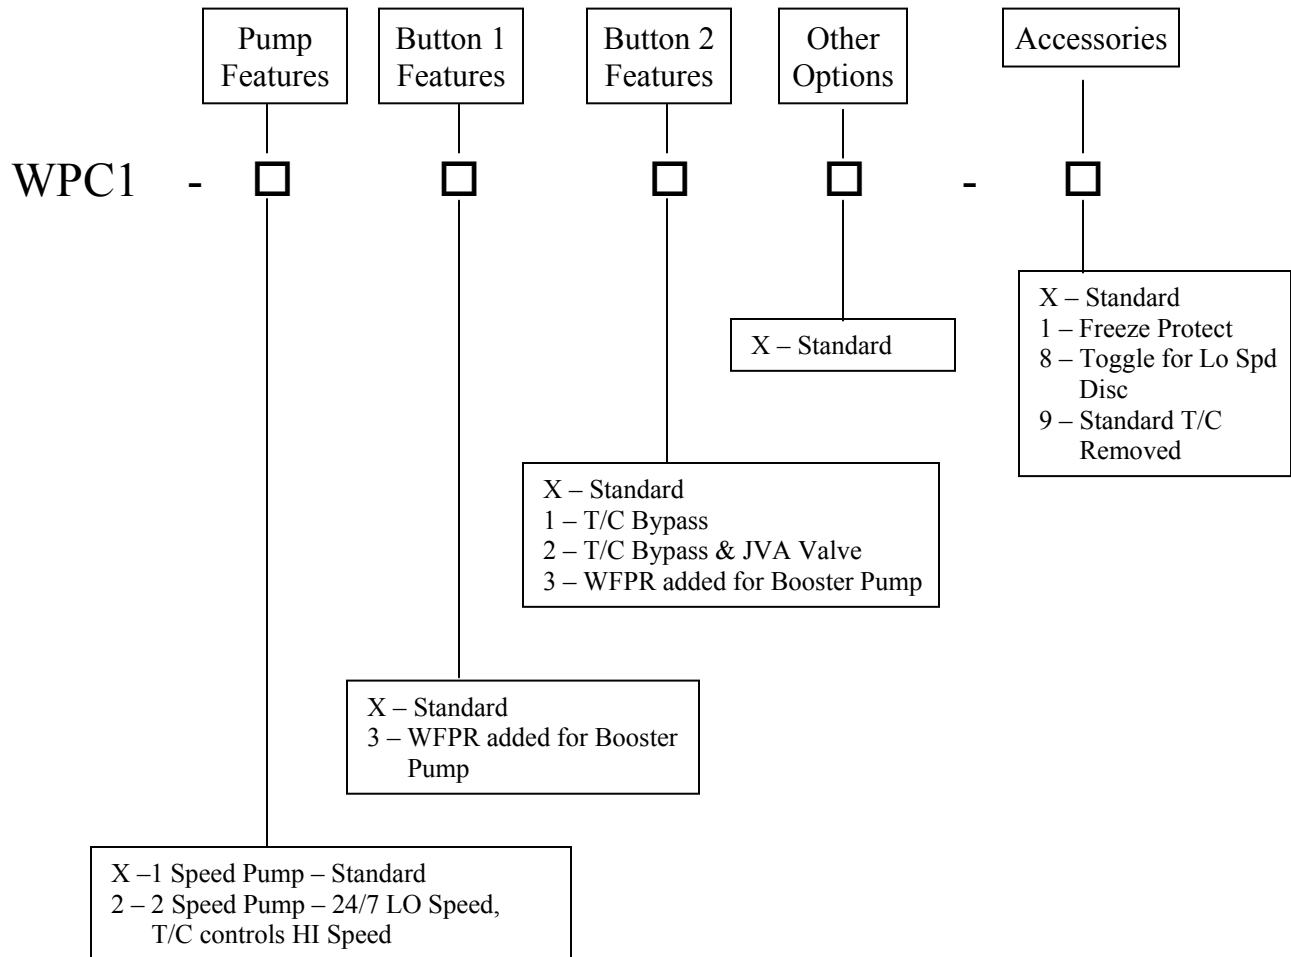 Pump
Features
Button 1
Features
Button 2
Features
Other
Options
Accessories
WPC1 - □ □ □ □ - □
X – Standard
1 – Freeze Protect
8 – Toggle for Lo Spd
Disc
9 – Standard T/C
Removed
X – Standard
X – Standard
1 – T/C Bypass
2 – T/C Bypass & JVA Valve
3 – WFPR added for Booster Pump
X – Standard
3 – WFPR added for Booster
Pump
X –1 Speed Pump – Standard
2 – 2 Speed Pump – 24/7 LO Speed,
T/C controls HI Speed